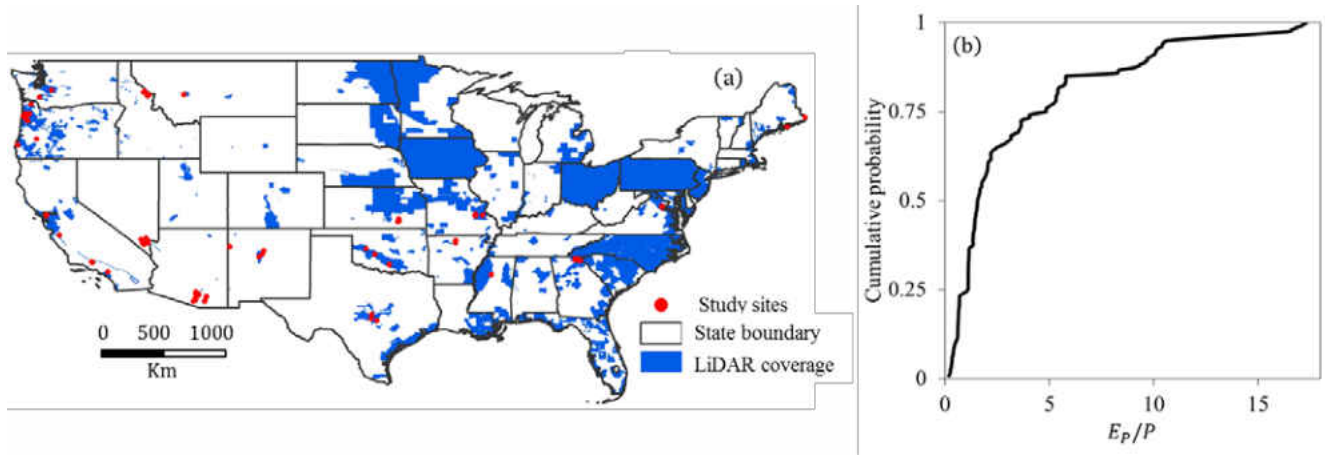 (a)
Study sites
0 500 1000
State boundary
LiDAR coverage
Km
(b)
1
0.75
0.5
0.25
0
Cumulative probability
0 5 10 15
E_P/P